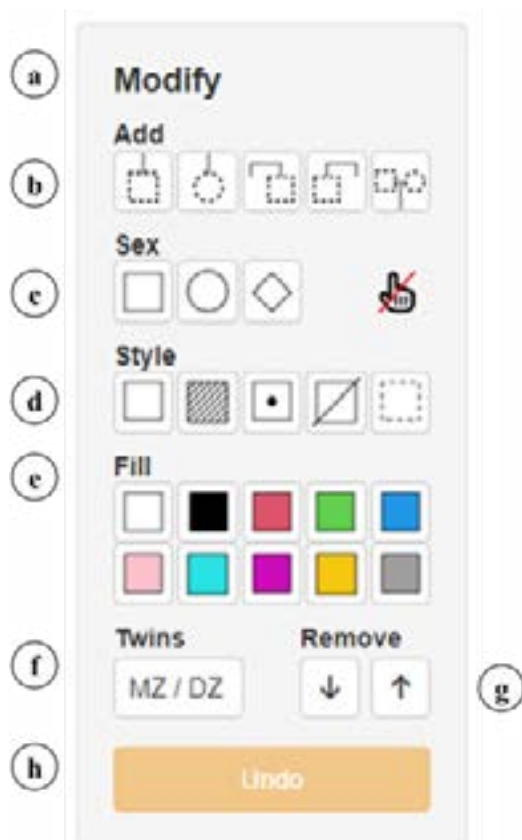 a Modify
Add
b
Sex
c
Style
d
e Fill
Twins Remove
f MZ / DZ ↓ ↑ g
h Undo